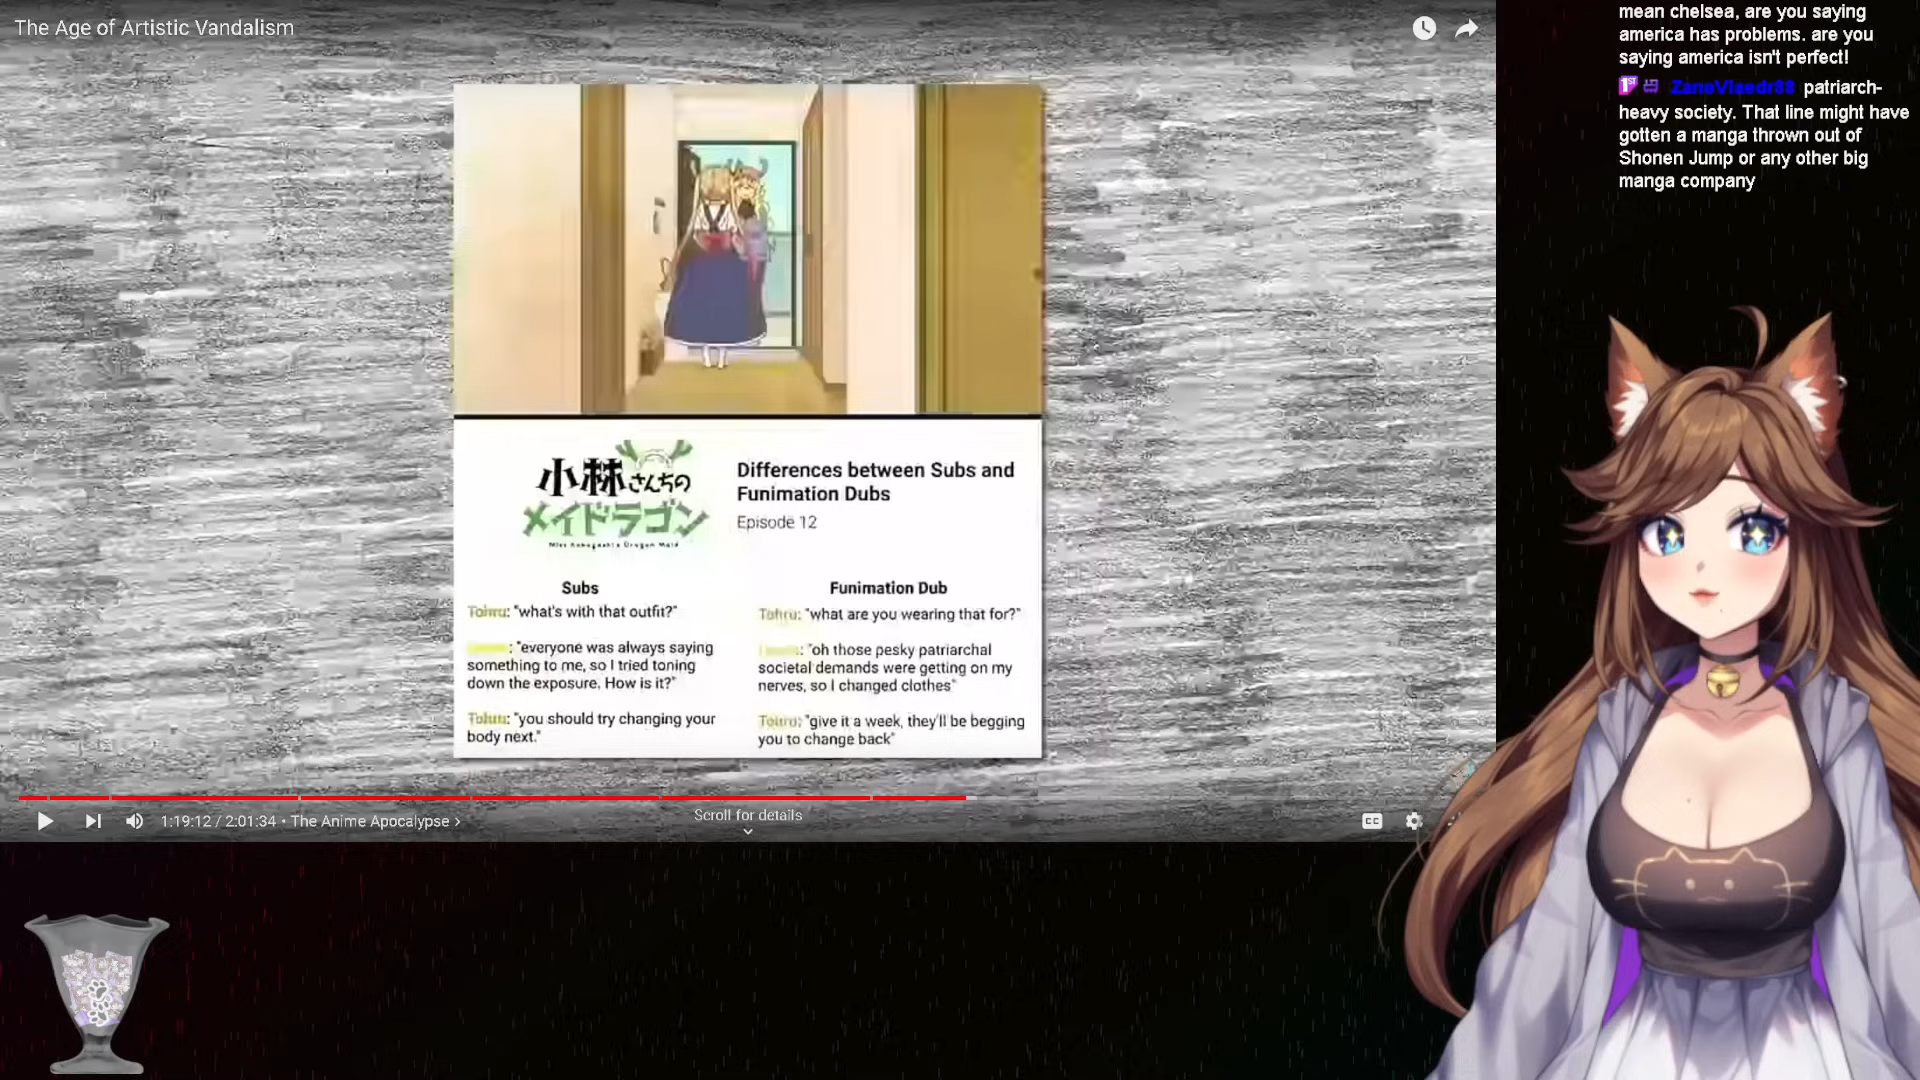 The Age of Artistic Vandalism
mean chelsea, are you saying
america has problems. are you
saying america isn't perfect!
patriarch-
heavy society. That line might have
gotten a manga thrown out of
Shonen Jump or any other big
manga company
小林さんちの
メイドラゴン
Miss Kobayashi's Dragon Maid
Differences between Subs and
Funimation Dubs
Episode 12
Subs
Tohru: "what's with that outfit?"
: "everyone was always saying
something to me, so I tried toning
down the exposure. How is it?"
Tohru: "you should try changing your
body next."
Funimation Dub
Tohru: "what are you wearing that for?"
: "oh those pesky patriarchal
societal demands were getting on my
nerves, so I changed clothes"
Tohru: "give it a week, they'll be begging
you to change back"
1:19:12 / 2:01:34 • The Anime Apocalypse ›
Scroll for details
CC